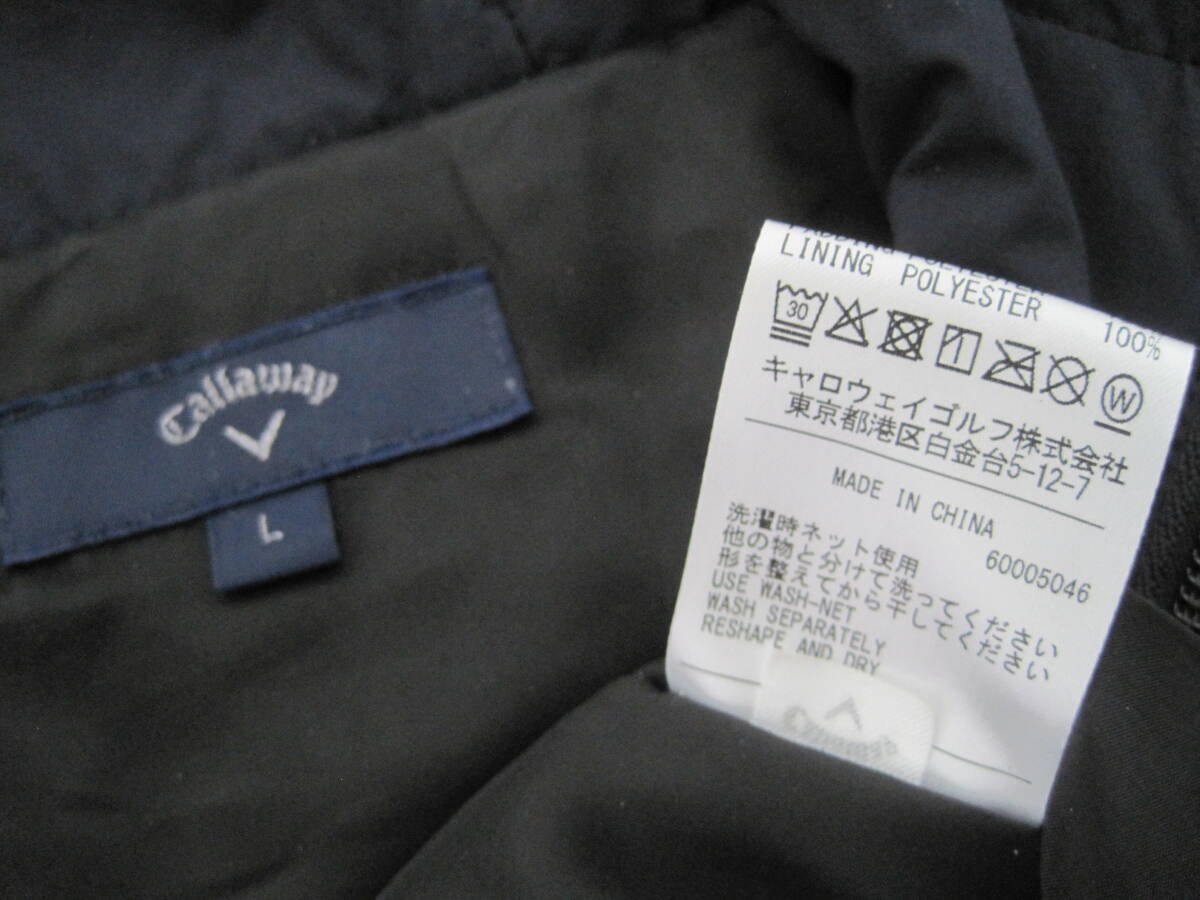 Callaway
L
PADDING POLYESTER
LINING POLYESTER 100%
30
W
キャロウェイゴルフ株式会社
東京都港区白金台5-12-7
MADE IN CHINA
60005046
洗濯時ネット使用
他の物と分けて洗ってください
形を整えてから干してください
USE WASH-NET
WASH SEPARATELY
RESHAPE AND DRY
Callaway